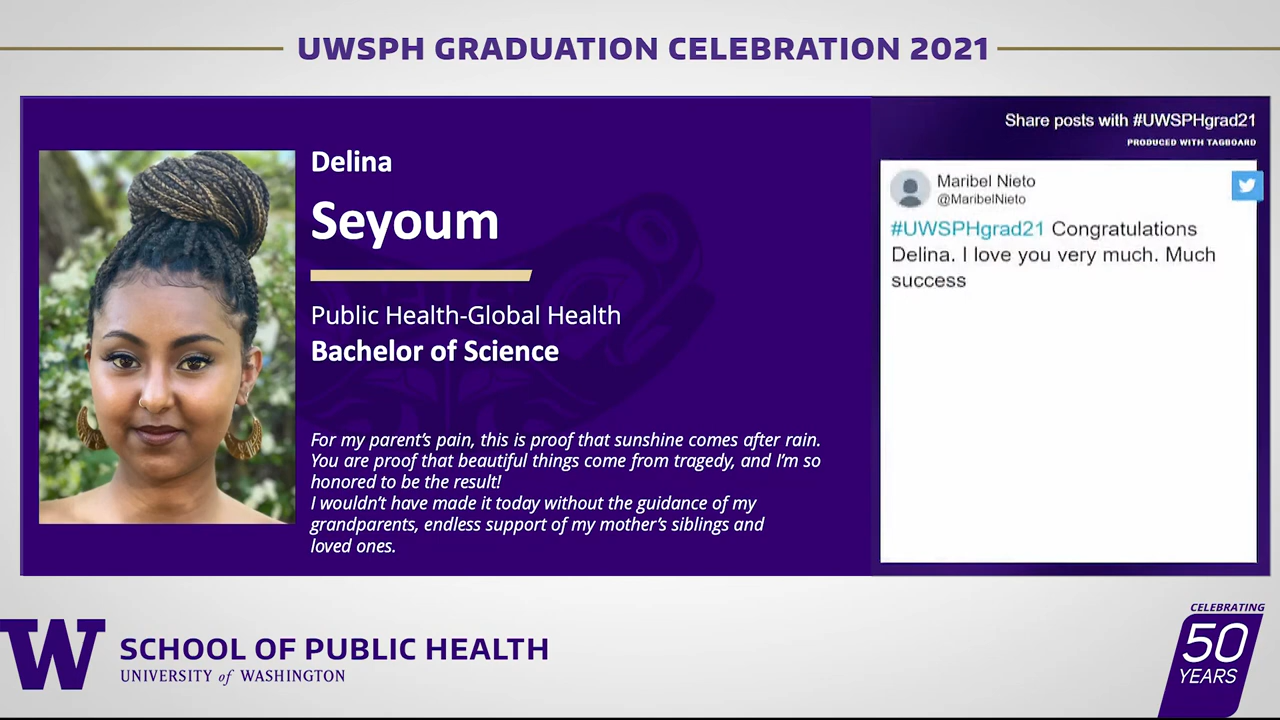 UWSPH GRADUATION CELEBRATION 2021
Delina
Seyoum
Public Health-Global Health
Bachelor of Science
For my parent's pain, this is proof that sunshine comes after rain.
You are proof that beautiful things come from tragedy, and I'm so
honored to be the result!
I wouldn't have made it today without the guidance of my
grandparents, endless support of my mother's siblings and
loved ones.
Share posts with #UWSPHgrad21
PRODUCED WITH TAGBOARD
Maribel Nieto
@MaribelNieto
#UWSPHgrad21 Congratulations
Delina. I love you very much. Much
success
W
SCHOOL OF PUBLIC HEALTH
UNIVERSITY of WASHINGTON
CELEBRATING
50
YEARS